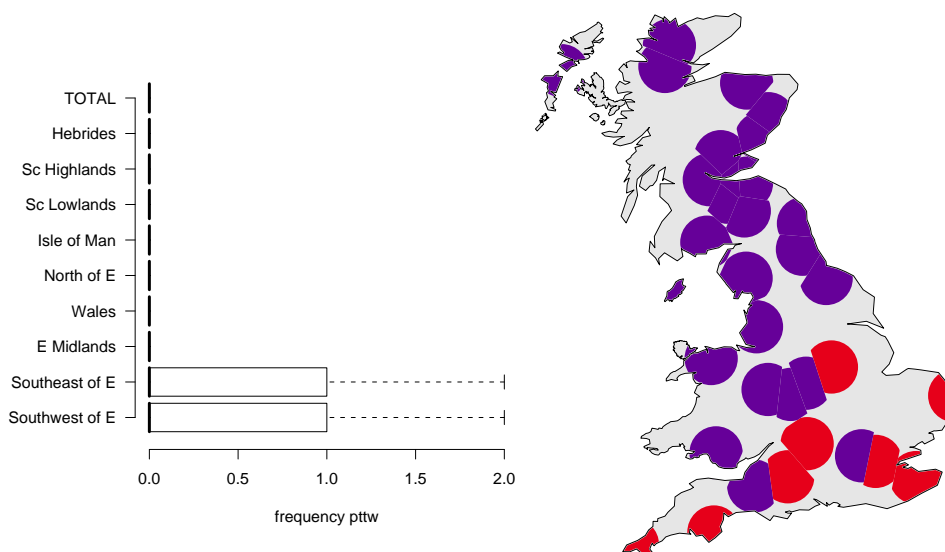 TOTAL
Hebrides
Sc Highlands
Sc Lowlands
Isle of Man
North of E
Wales
E Midlands
Southeast of E
Southwest of E
0.0 0.5 1.0 1.5 2.0
frequency pttw